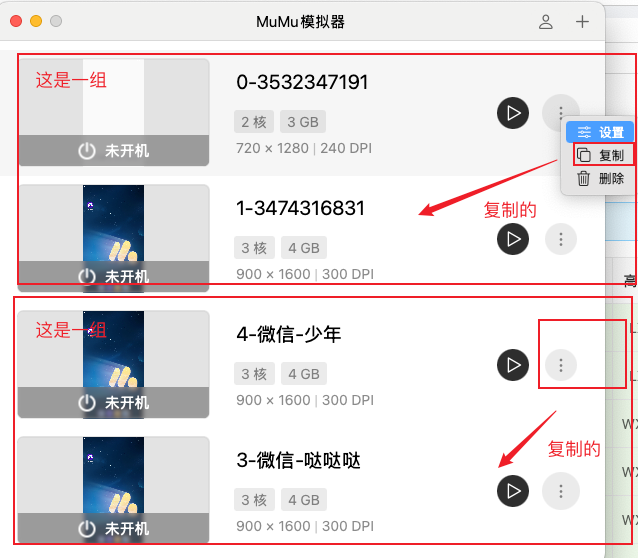 MuMu模拟器
这是一组
0-3532347191
2 核
3 GB
720 × 1280 | 240 DPI
未开机
设置
复制
删除
1-3474316831
复制的
3 核
4 GB
900 × 1600 | 300 DPI
未开机
高
这是一组
4-微信-少年
3 核
4 GB
900 × 1600 | 300 DPI
未开机
3-微信-哒哒哒
复制的
3 核
4 GB
900 × 1600 | 300 DPI
未开机